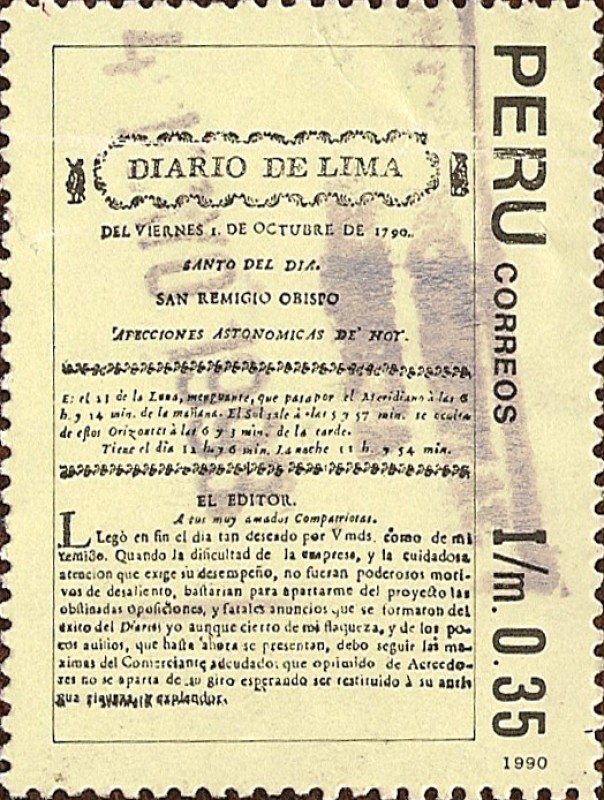 DIARIO DE LIMA
DEL VIERNES 1. DE OCTUBRE DE 1790.
SANTO DEL DIA.
SAN REMIGIO OBISPO
AFECCIONES ASTONOMICAS DE HOY.
Es el 23 de la Luna, menguante, que pasa por el Meridiano à las 6
h. y 14 min. de la mañana. El Sol sale à las 5 y 57 min. se oculta
de estos Orizontes à las 6 y 3 min. de la tarde.
Tiene el dia 12 h. y 6 min. La noche 11 h. y 54 min.
EL EDITOR.
A tus muy amados Compatriotas.
LLegò en fin el dia tan deseado por Vmds. como de mi
temido. Quando la dificultad de la empresa, y la cuidadosa
atencion que exige su desempeño, no fueran poderosos moti-
vos de desaliento, bastarian para apartarme del proyecto las
obstinadas oposiciones, y fatales anuncios que se formaron del
exito del Diario: yo aunque cierto de mi flaqueza, y de los po-
cos auxilios, que hasta ahora se presentan, debo seguir las ma-
ximas del Comerciante adeudado: que oprimido de Acreedo-
res no se aparta de su giro esperando ser restituido à su anti-
gua riqueza, y explendor.
PERU CORREOS I/m. 0.35
1990